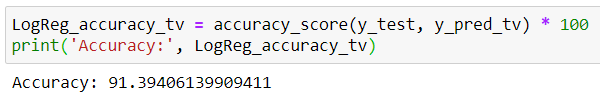 LogReg_accuracy_tv = accuracy_score(y_test, y_pred_tv) * 100
print('Accuracy:', LogReg_accuracy_tv)
Accuracy: 91.39406139909411